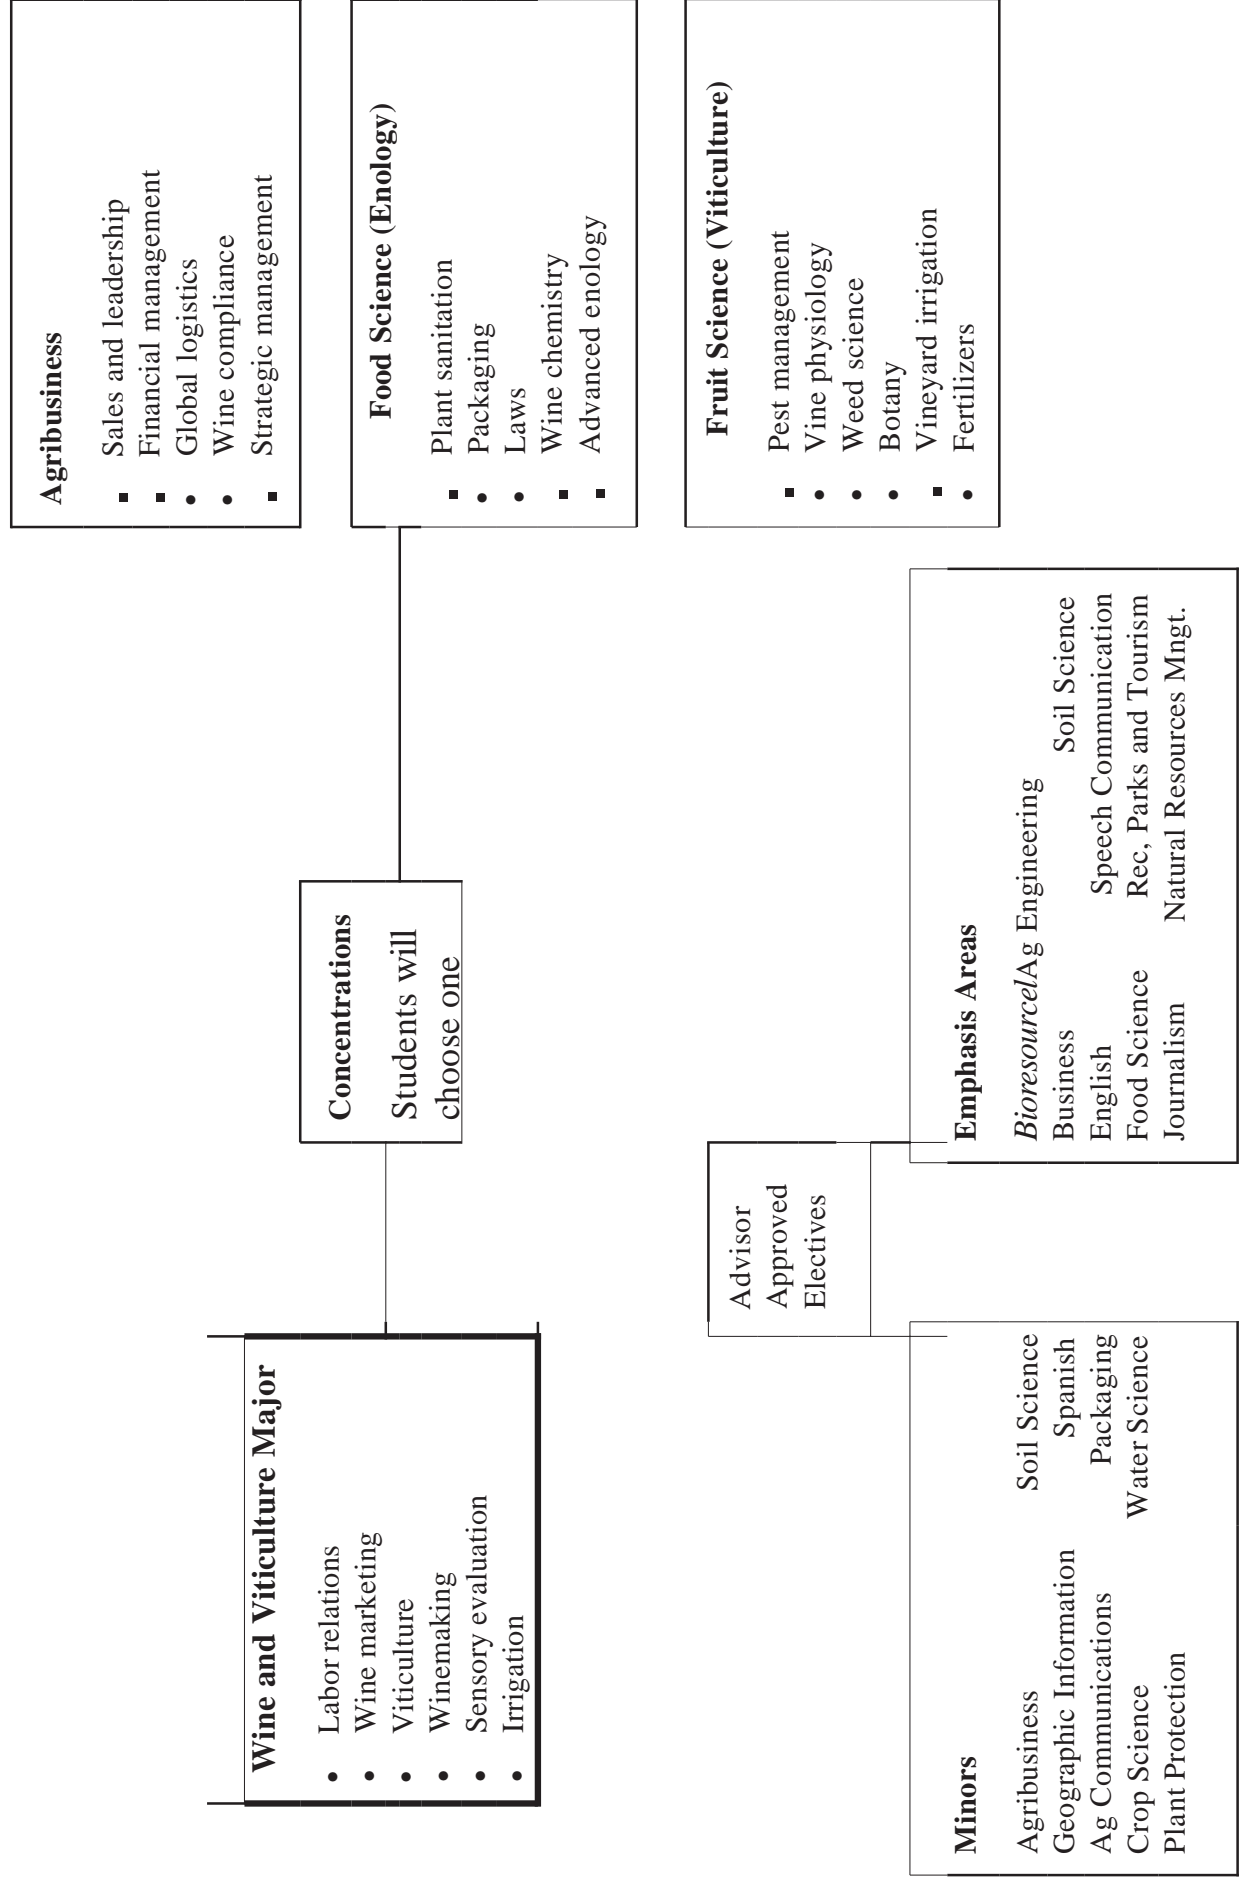 Wine and Viticulture Major
• Labor relations
• Wine marketing
• Viticulture
• Winemaking
• Sensory evaluation
• Irrigation
Concentrations
Students will
choose one
Agribusiness
▪ Sales and leadership
▪ Financial management
• Global logistics
• Wine compliance
▪ Strategic management
Food Science (Enology)
▪ Plant sanitation
• Packaging
• Laws
▪ Wine chemistry
▪ Advanced enology
Fruit Science (Viticulture)
▪ Pest management
• Vine physiology
• Weed science
• Botany
▪ Vineyard irrigation
• Fertilizers
Advisor
Approved
Electives
Minors
Agribusiness Soil Science
Geographic Information Spanish
Ag Communications Packaging
Crop Science Water Science
Plant Protection
Emphasis Areas
BioresourcelAg Engineering
Business Soil Science
English Speech Communication
Food Science Rec, Parks and Tourism
Journalism Natural Resources Mngt.